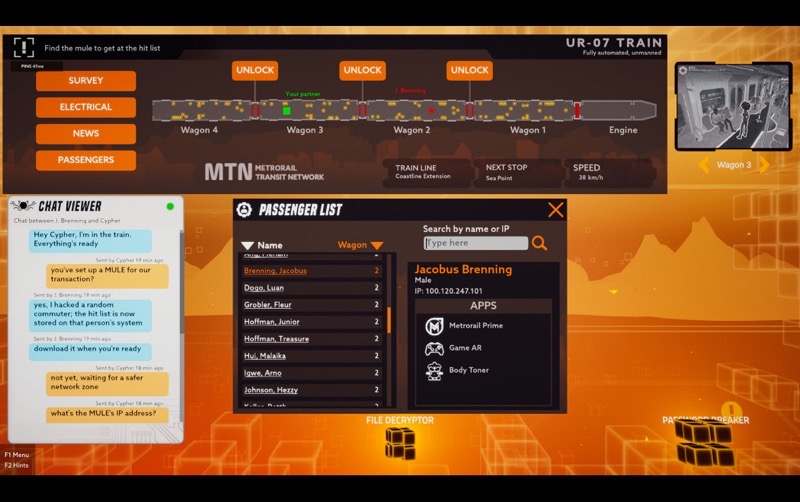 Find the mule to get at the hit list
PING 47ms
UR-07 TRAIN
Fully automated, unmanned
SURVEY
ELECTRICAL
NEWS
PASSENGERS
UNLOCK
UNLOCK
UNLOCK
Your partner
J. Brenning
Wagon 4
Wagon 3
Wagon 2
Wagon 1
Engine
MTN METRORAIL
TRANSIT NETWORK
TRAIN LINE
Coastline Extension
NEXT STOP
Sea Point
SPEED
38 km/h
Wagon 3
CHAT VIEWER
Chat between J. Brenning and Cypher
Hey Cypher, I'm in the train.
Everything's ready
Sent by Cypher 19 min ago
you've set up a MULE for our
transaction?
Sent by J. Brenning 19 min ago
yes, I hacked a random
commuter; the hit list is now
stored on that person's system
Sent by J. Brenning 19 min ago
download it when you're ready
Sent by Cypher 18 min ago
not yet, waiting for a safer
network zone
Sent by Cypher 18 min ago
what's the MULE's IP address?
PASSENGER LIST
Name
Wagon
Brenning, Jacobus 2
Dogo, Luan 2
Grobler, Fleur 2
Hoffman, Junior 2
Hoffman, Treasure 2
Hui, Malaika 2
Igwe, Arno 2
Johnson, Hezzy 2
Search by name or IP
Type here
Jacobus Brenning
Male
IP: 100.120.247.101
APPS
Metrorail Prime
Game AR
Body Toner
FILE DECRYPTOR
PASSWORD BREAKER
F1 Menu
F2 Hints